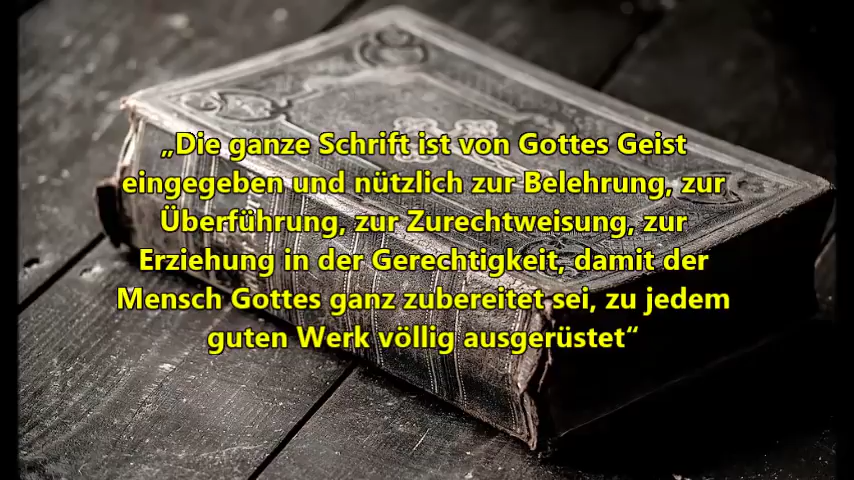 „Die ganze Schrift ist von Gottes Geist
eingegeben und nützlich zur Belehrung, zur
Überführung, zur Zurechtweisung, zur
Erziehung in der Gerechtigkeit, damit der
Mensch Gottes ganz zubereitet sei, zu jedem
guten Werk völlig ausgerüstet“